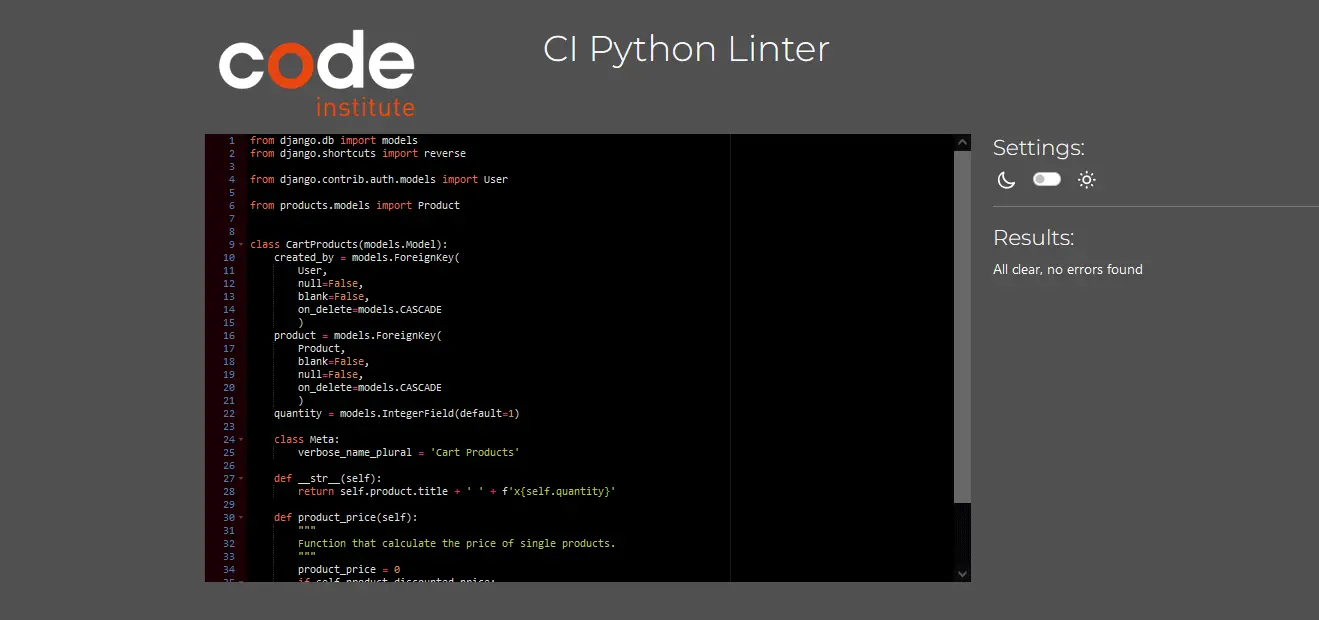 code
institute
CI Python Linter
1 from django.db import models
2 from django.shortcuts import reverse
3
4 from django.contrib.auth.models import User
5
6 from products.models import Product
7
8
9 class CartProducts(models.Model):
10     created_by = models.ForeignKey(
11         User,
12         null=False,
13         blank=False,
14         on_delete=models.CASCADE
15         )
16     product = models.ForeignKey(
17         Product,
18         blank=False,
19         null=False,
20         on_delete=models.CASCADE
21         )
22     quantity = models.IntegerField(default=1)
23
24     class Meta:
25         verbose_name_plural = 'Cart Products'
26
27     def __str__(self):
28         return self.product.title + ' ' + f'x{self.quantity}'
29
30     def product_price(self):
31         """
32         Function that calculate the price of single products.
33         """
34         product_price = 0
35         if self.product.discounted_price:
Settings:
Results:
All clear, no errors found